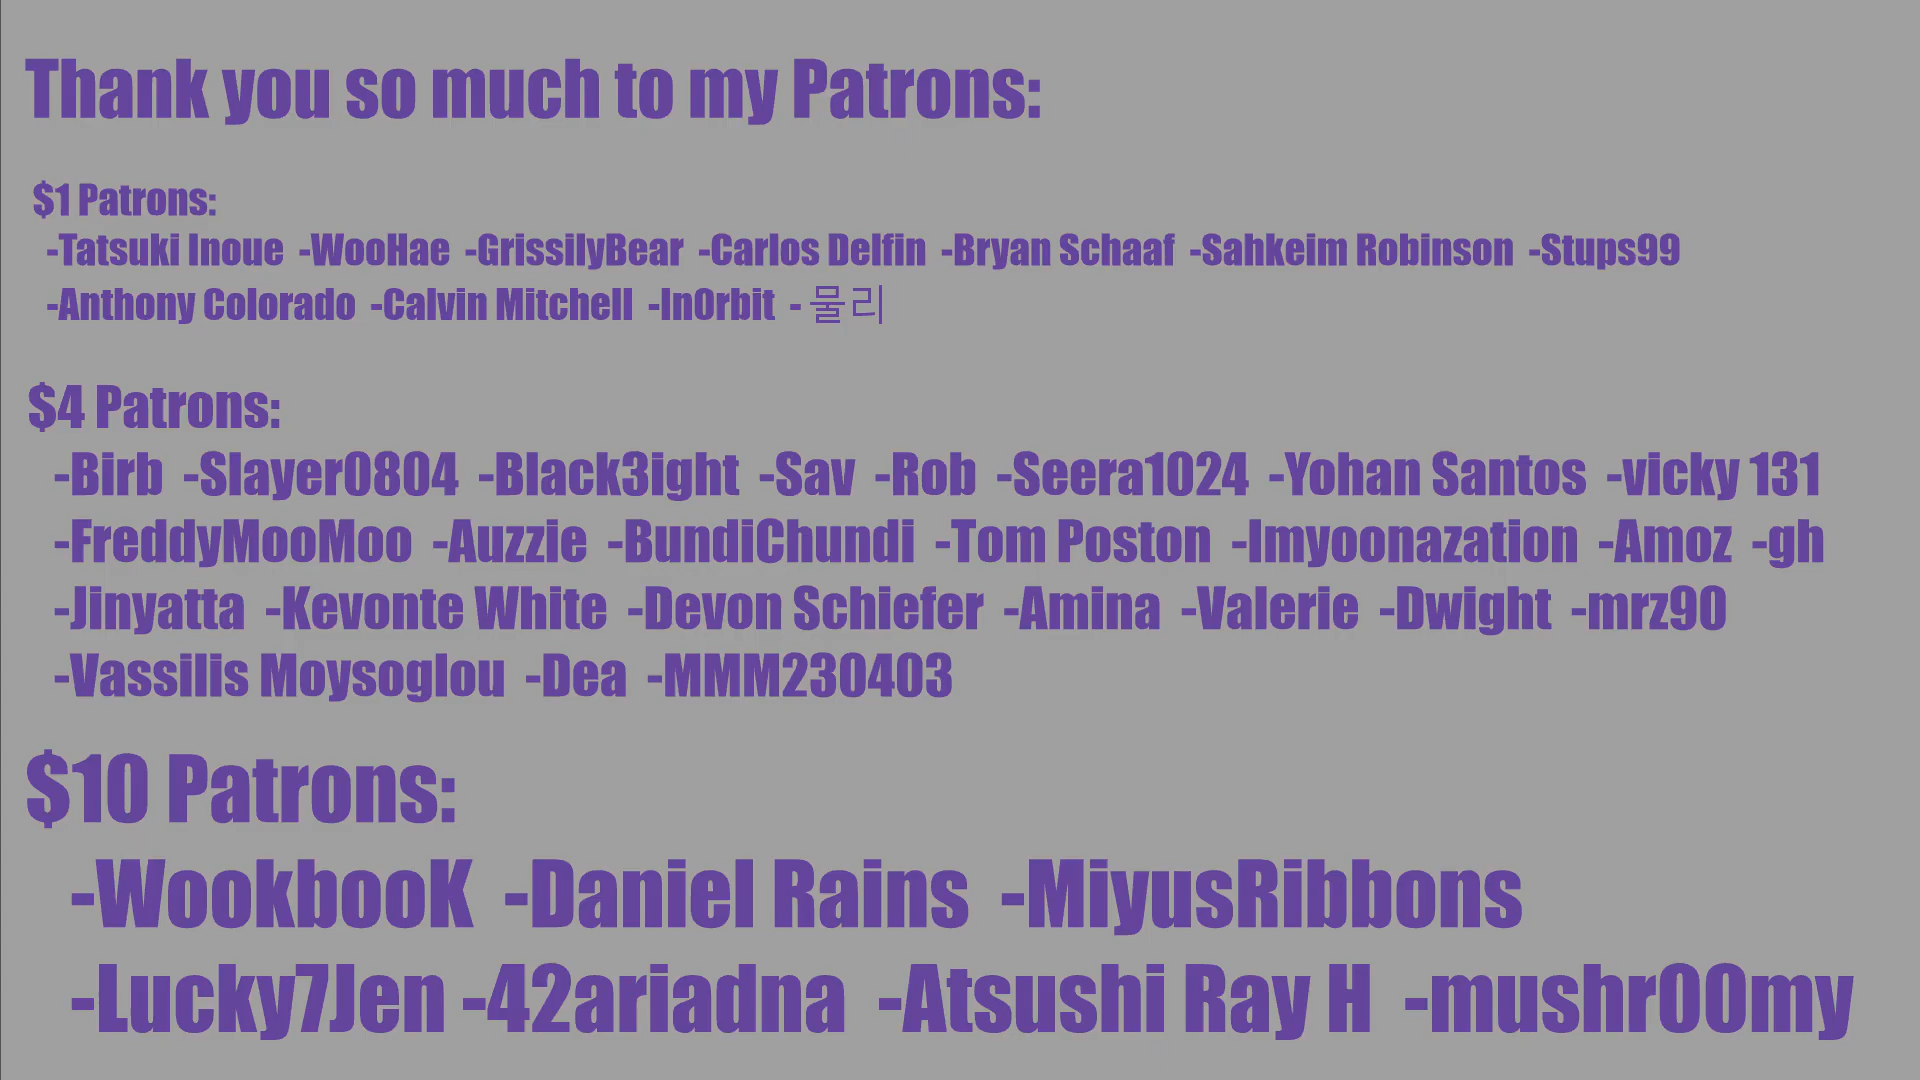 Thank you so much to my Patrons:
$1 Patrons:
-Tatsuki Inoue -WooHae -GrissilyBear -Carlos Delfin -Bryan Schaaf -Sahkeim Robinson -Stups99
-Anthony Colorado -Calvin Mitchell -InOrbit - 물리
$4 Patrons:
-Birb -Slayer0804 -Black3ight -Sav -Rob -Seera1024 -Yohan Santos -vicky 131
-FreddyMooMoo -Auzzie -BundiChundi -Tom Poston -Imyoonazation -Amoz -gh
-Jinyatta -Kevonte White -Devon Schiefer -Amina -Valerie -Dwight -mrz90
-Vassilis Moysoglou -Dea -MMM230403
$10 Patrons:
-WookbooK -Daniel Rains -MiyusRibbons
-Lucky7Jen -42ariadna -Atsushi Ray H -mushr00my